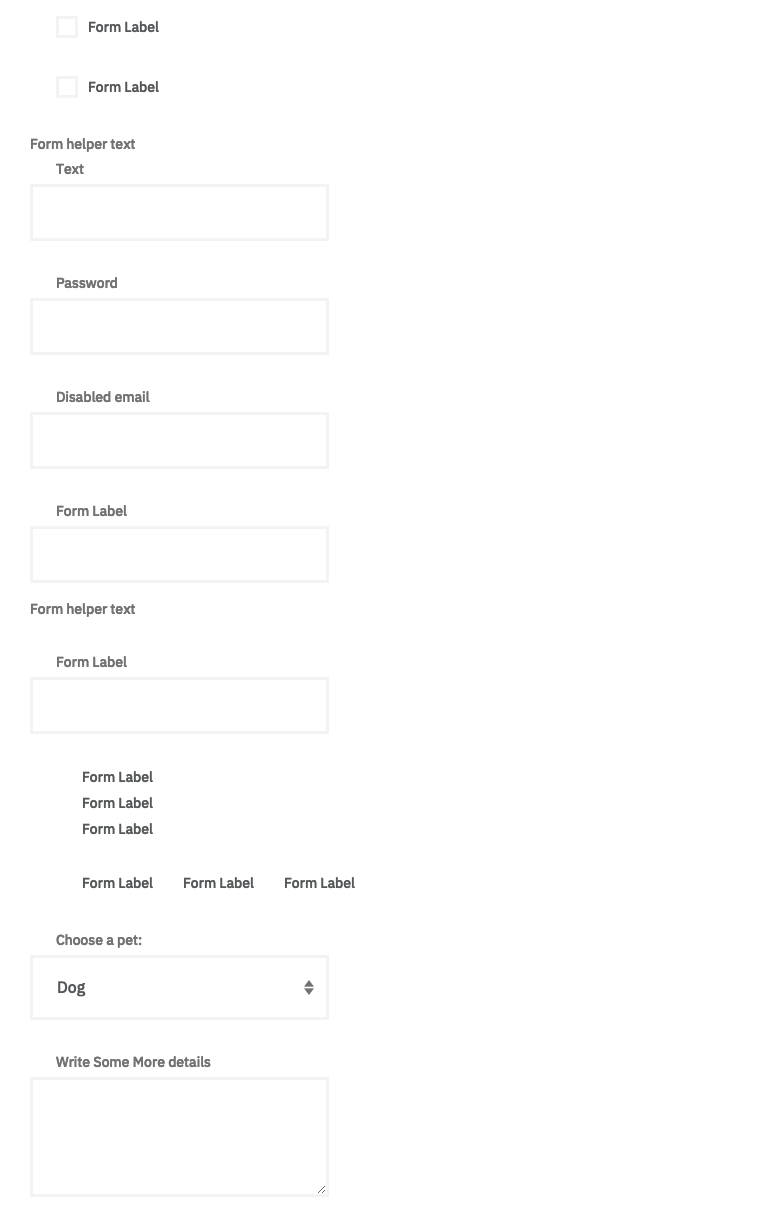 Form Label
Form Label
Form helper text
Text
Password
Disabled email
Form Label
Form helper text
Form Label
Form Label
Form Label
Form Label
Form Label Form Label Form Label
Choose a pet:
Dog
Write Some More details